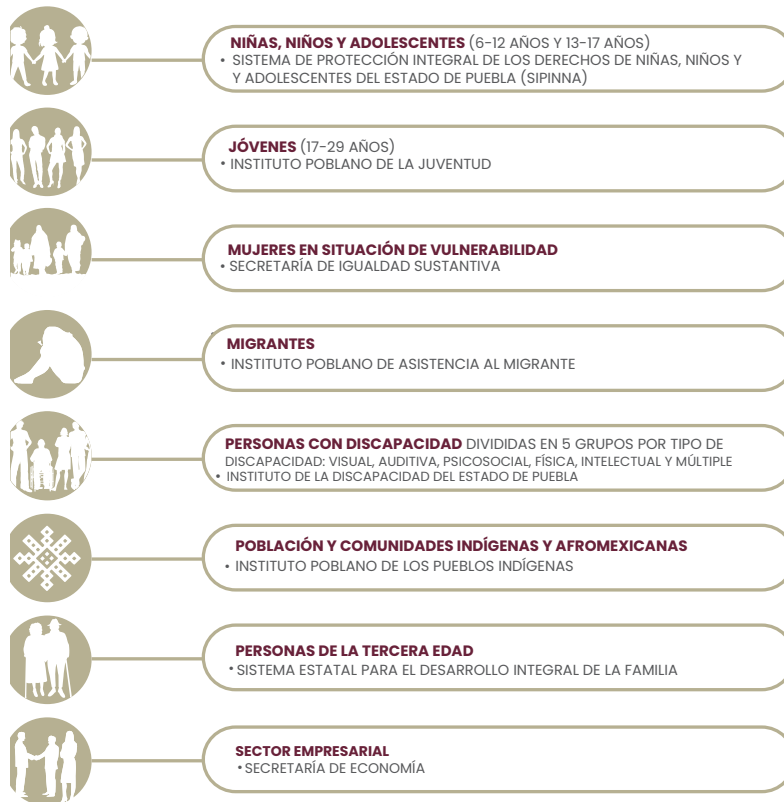 NIÑAS, NIÑOS Y ADOLESCENTES (6-12 AÑOS Y 13-17 AÑOS)
• SISTEMA DE PROTECCIÓN INTEGRAL DE LOS DERECHOS DE NIÑAS, NIÑOS Y
Y ADOLESCENTES DEL ESTADO DE PUEBLA (SIPINNA)
JÓVENES (17-29 AÑOS)
• INSTITUTO POBLANO DE LA JUVENTUD
MUJERES EN SITUACIÓN DE VULNERABILIDAD
• SECRETARÍA DE IGUALDAD SUSTANTIVA
MIGRANTES
• INSTITUTO POBLANO DE ASISTENCIA AL MIGRANTE
PERSONAS CON DISCAPACIDAD DIVIDIDAS EN 5 GRUPOS POR TIPO DE
DISCAPACIDAD: VISUAL, AUDITIVA, PSICOSOCIAL, FÍSICA, INTELECTUAL Y MÚLTIPLE
• INSTITUTO DE LA DISCAPACIDAD DEL ESTADO DE PUEBLA
POBLACIÓN Y COMUNIDADES INDÍGENAS Y AFROMEXICANAS
• INSTITUTO POBLANO DE LOS PUEBLOS INDÍGENAS
PERSONAS DE LA TERCERA EDAD
• SISTEMA ESTATAL PARA EL DESARROLLO INTEGRAL DE LA FAMILIA
SECTOR EMPRESARIAL
• SECRETARÍA DE ECONOMÍA